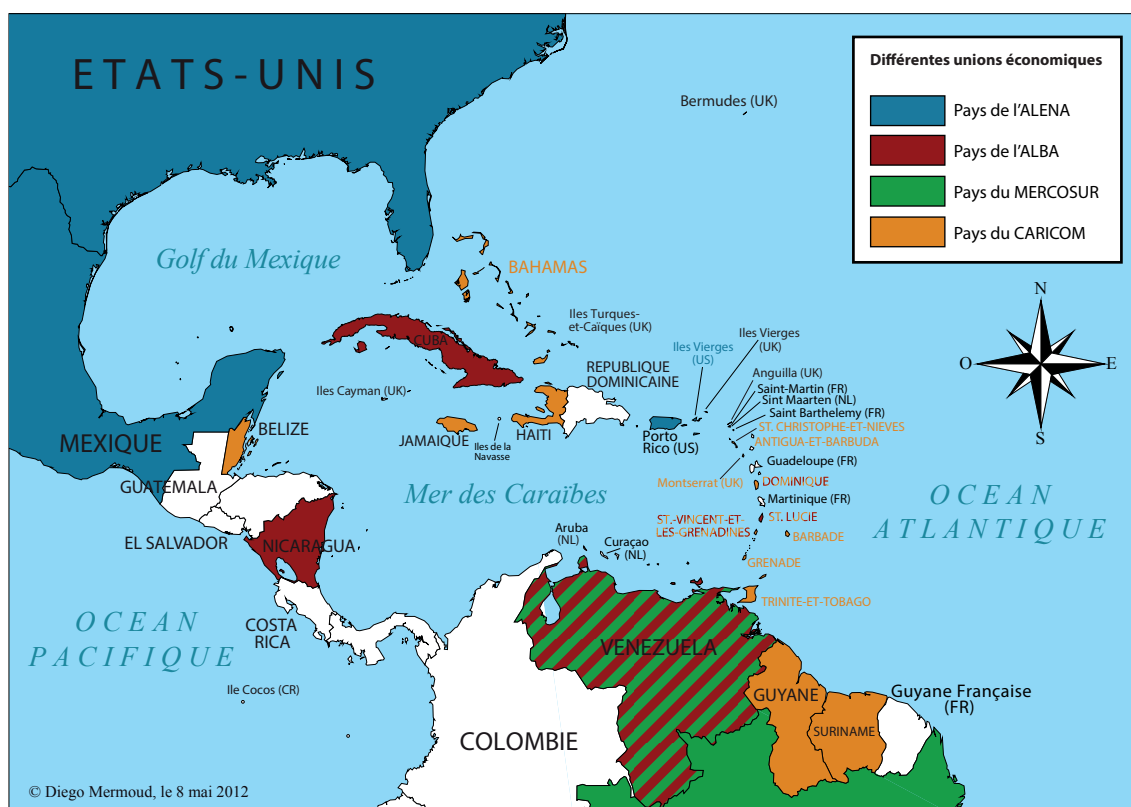 ETATS-UNIS
Différentes unions économiques
Pays de l'ALENA
Pays de l'ALBA
Pays du MERCOSUR
Pays du CARICOM
Bermudes (UK)
Golf du Mexique
BAHAMAS
N
O
E
S
Iles Turques-
et-Caïques (UK)
CUBA
Iles Vierges
(US)
Iles Vierges
(UK)
REPUBLIQUE
DOMINICAINE
Anguilla (UK)
Saint-Martin (FR)
Sint Maarten (NL)
Saint Barthelemy (FR)
ST. CHRISTOPHE-ET-NIEVES
ANTIGUA-ET-BARBUDA
Iles Cayman (UK)
MEXIQUE
BELIZE
JAMAIQUE
Iles de la
Navasse
HAITI
Porto
Rico (US)
GUATEMALA
Guadeloupe (FR)
Montserrat (UK)
DOMINIQUE
Mer des Caraïbes
Martinique (FR)
OCEAN
ATLANTIQUE
ST.-VINCENT-ET-
LES-GRENADINES
ST. LUCIE
BARBADE
EL SALVADOR
NICARAGUA
Aruba
(NL)
Curaçao
(NL)
GRENADE
TRINITE-ET-TOBAGO
OCEAN
PACIFIQUE
COSTA
RICA
VENEZUELA
Ile Cocos (CR)
GUYANE
Guyane Française
(FR)
SURINAME
COLOMBIE
© Diego Mermoud, le 8 mai 2012